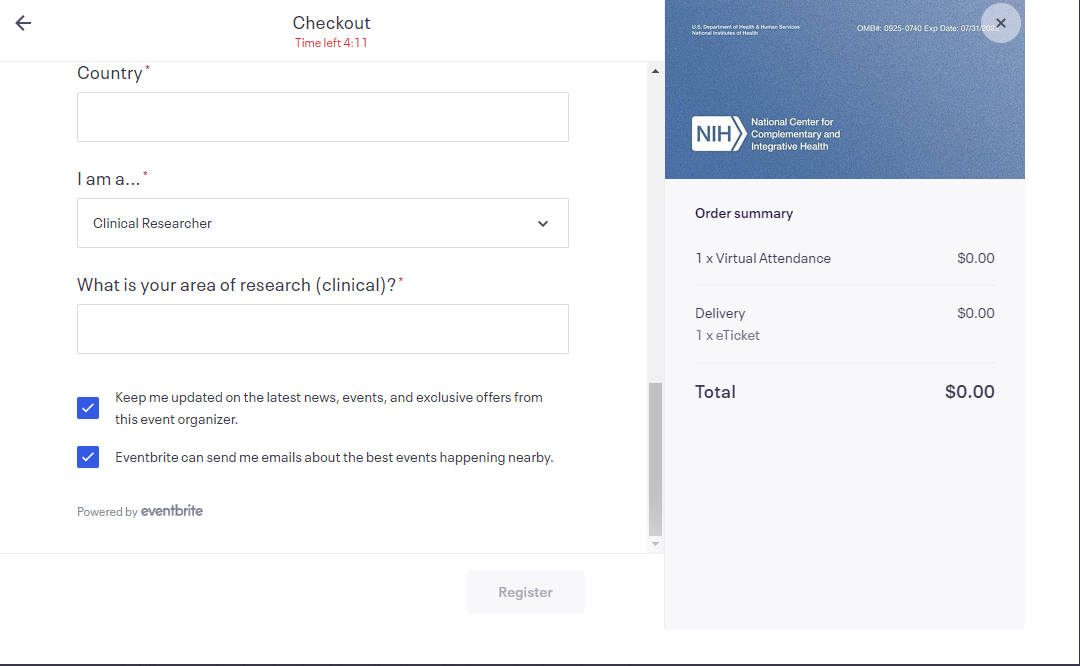 Checkout
Time left 4:11
Country*
I am a...*
Clinical Researcher
What is your area of research (clinical)?*
Keep me updated on the latest news, events, and exclusive offers from
this event organizer.
Eventbrite can send me emails about the best events happening nearby.
Powered by eventbrite
Register
U.S. Department of Health & Human Services
National Institutes of Health
OMB#: 0925-0740 Exp Date:
NIH
National Center for
Complementary and
Integrative Health
Order summary
1 x Virtual Attendance $0.00
Delivery $0.00
1 x eTicket
Total $0.00